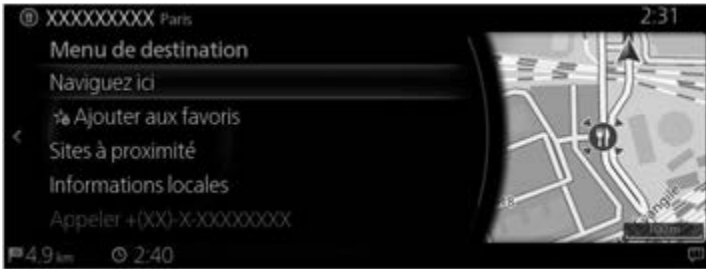 XXXXXXXXX Paris 2:31
Menu de destination
Naviguez ici
Ajouter aux favoris
Sites à proximité
Informations locales
Appeler +(XX)-X-XXXXXXXX
4.9 km 2:40
100m